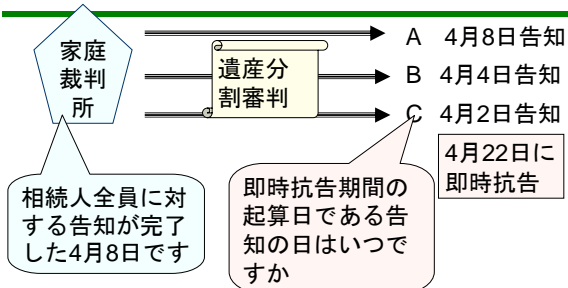 家庭
裁判
所
遺産分
割審判
A 4月8日告知
B 4月4日告知
C 4月2日告知
4月22日に
即時抗告
相続人全員に対
する告知が完了
した4月8日です
即時抗告期間の
起算日である告
知の日はいつで
すか